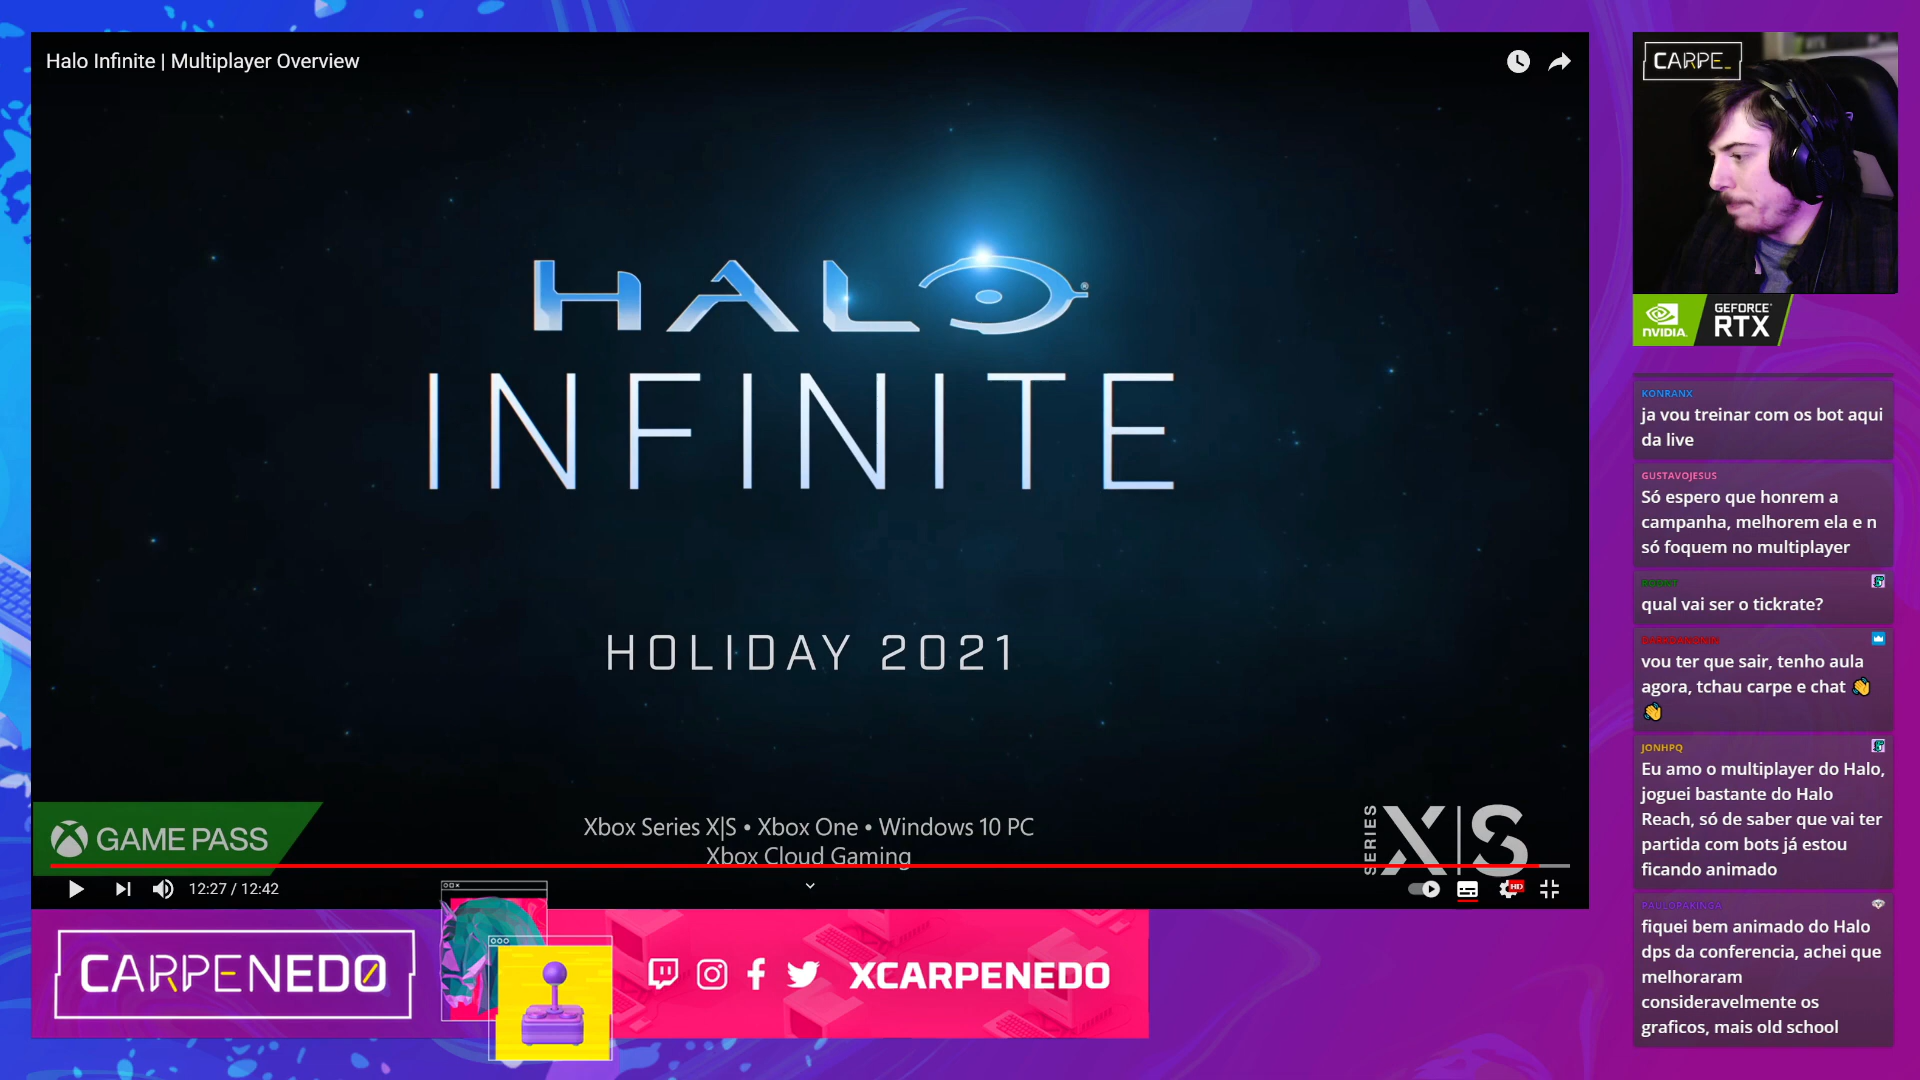 Halo Infinite | Multiplayer Overview
HALO
INFINITE
HOLIDAY 2021
GAME PASS
Xbox Series X|S • Xbox One • Windows 10 PC
Xbox Cloud Gaming
SERIES X|S
12:27 / 12:42
HD
CARPENEDO
XCARPENEDO
CARPE_
NVIDIA.
GEFORCE
RTX
KONRANX
ja vou treinar com os bot aqui
da live
GUSTAVOJESUS
Só espero que honrem a
campanha, melhorem ela e n
só foquem no multiplayer
qual vai ser o tickrate?
vou ter que sair, tenho aula
agora, tchau carpe e chat 👏
👏
JONHPQ
Eu amo o multiplayer do Halo,
joguei bastante do Halo
Reach, só de saber que vai ter
partida com bots já estou
ficando animado
PAULOPAKINGA
fiquei bem animado do Halo
dps da conferencia, achei que
melhoraram
consideravelmente os
graficos, mais old school